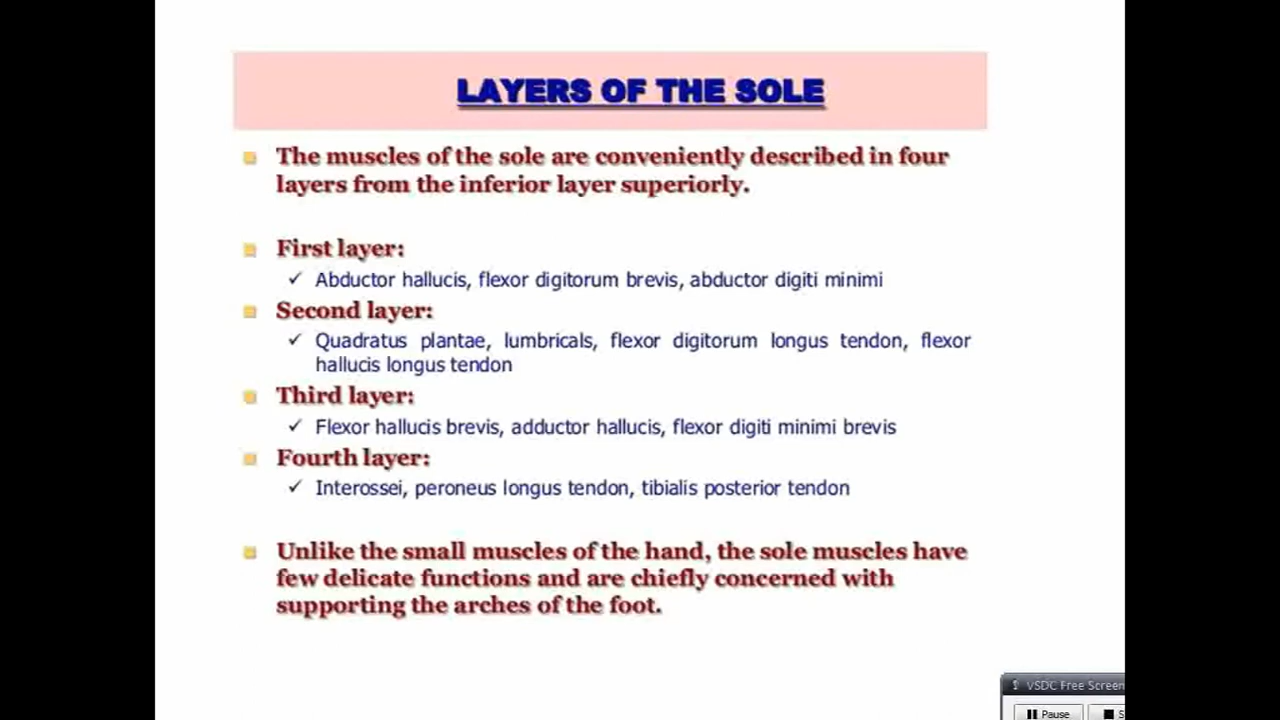 LAYERS OF THE SOLE
The muscles of the sole are conveniently described in four
layers from the inferior layer superiorly.
First layer:
✓ Abductor hallucis, flexor digitorum brevis, abductor digiti minimi
Second layer:
✓ Quadratus plantae, lumbricals, flexor digitorum longus tendon, flexor
hallucis longus tendon
Third layer:
✓ Flexor hallucis brevis, adductor hallucis, flexor digiti minimi brevis
Fourth layer:
✓ Interossei, peroneus longus tendon, tibialis posterior tendon
Unlike the small muscles of the hand, the sole muscles have
few delicate functions and are chiefly concerned with
supporting the arches of the foot.
VSDC Free Screen
Pause